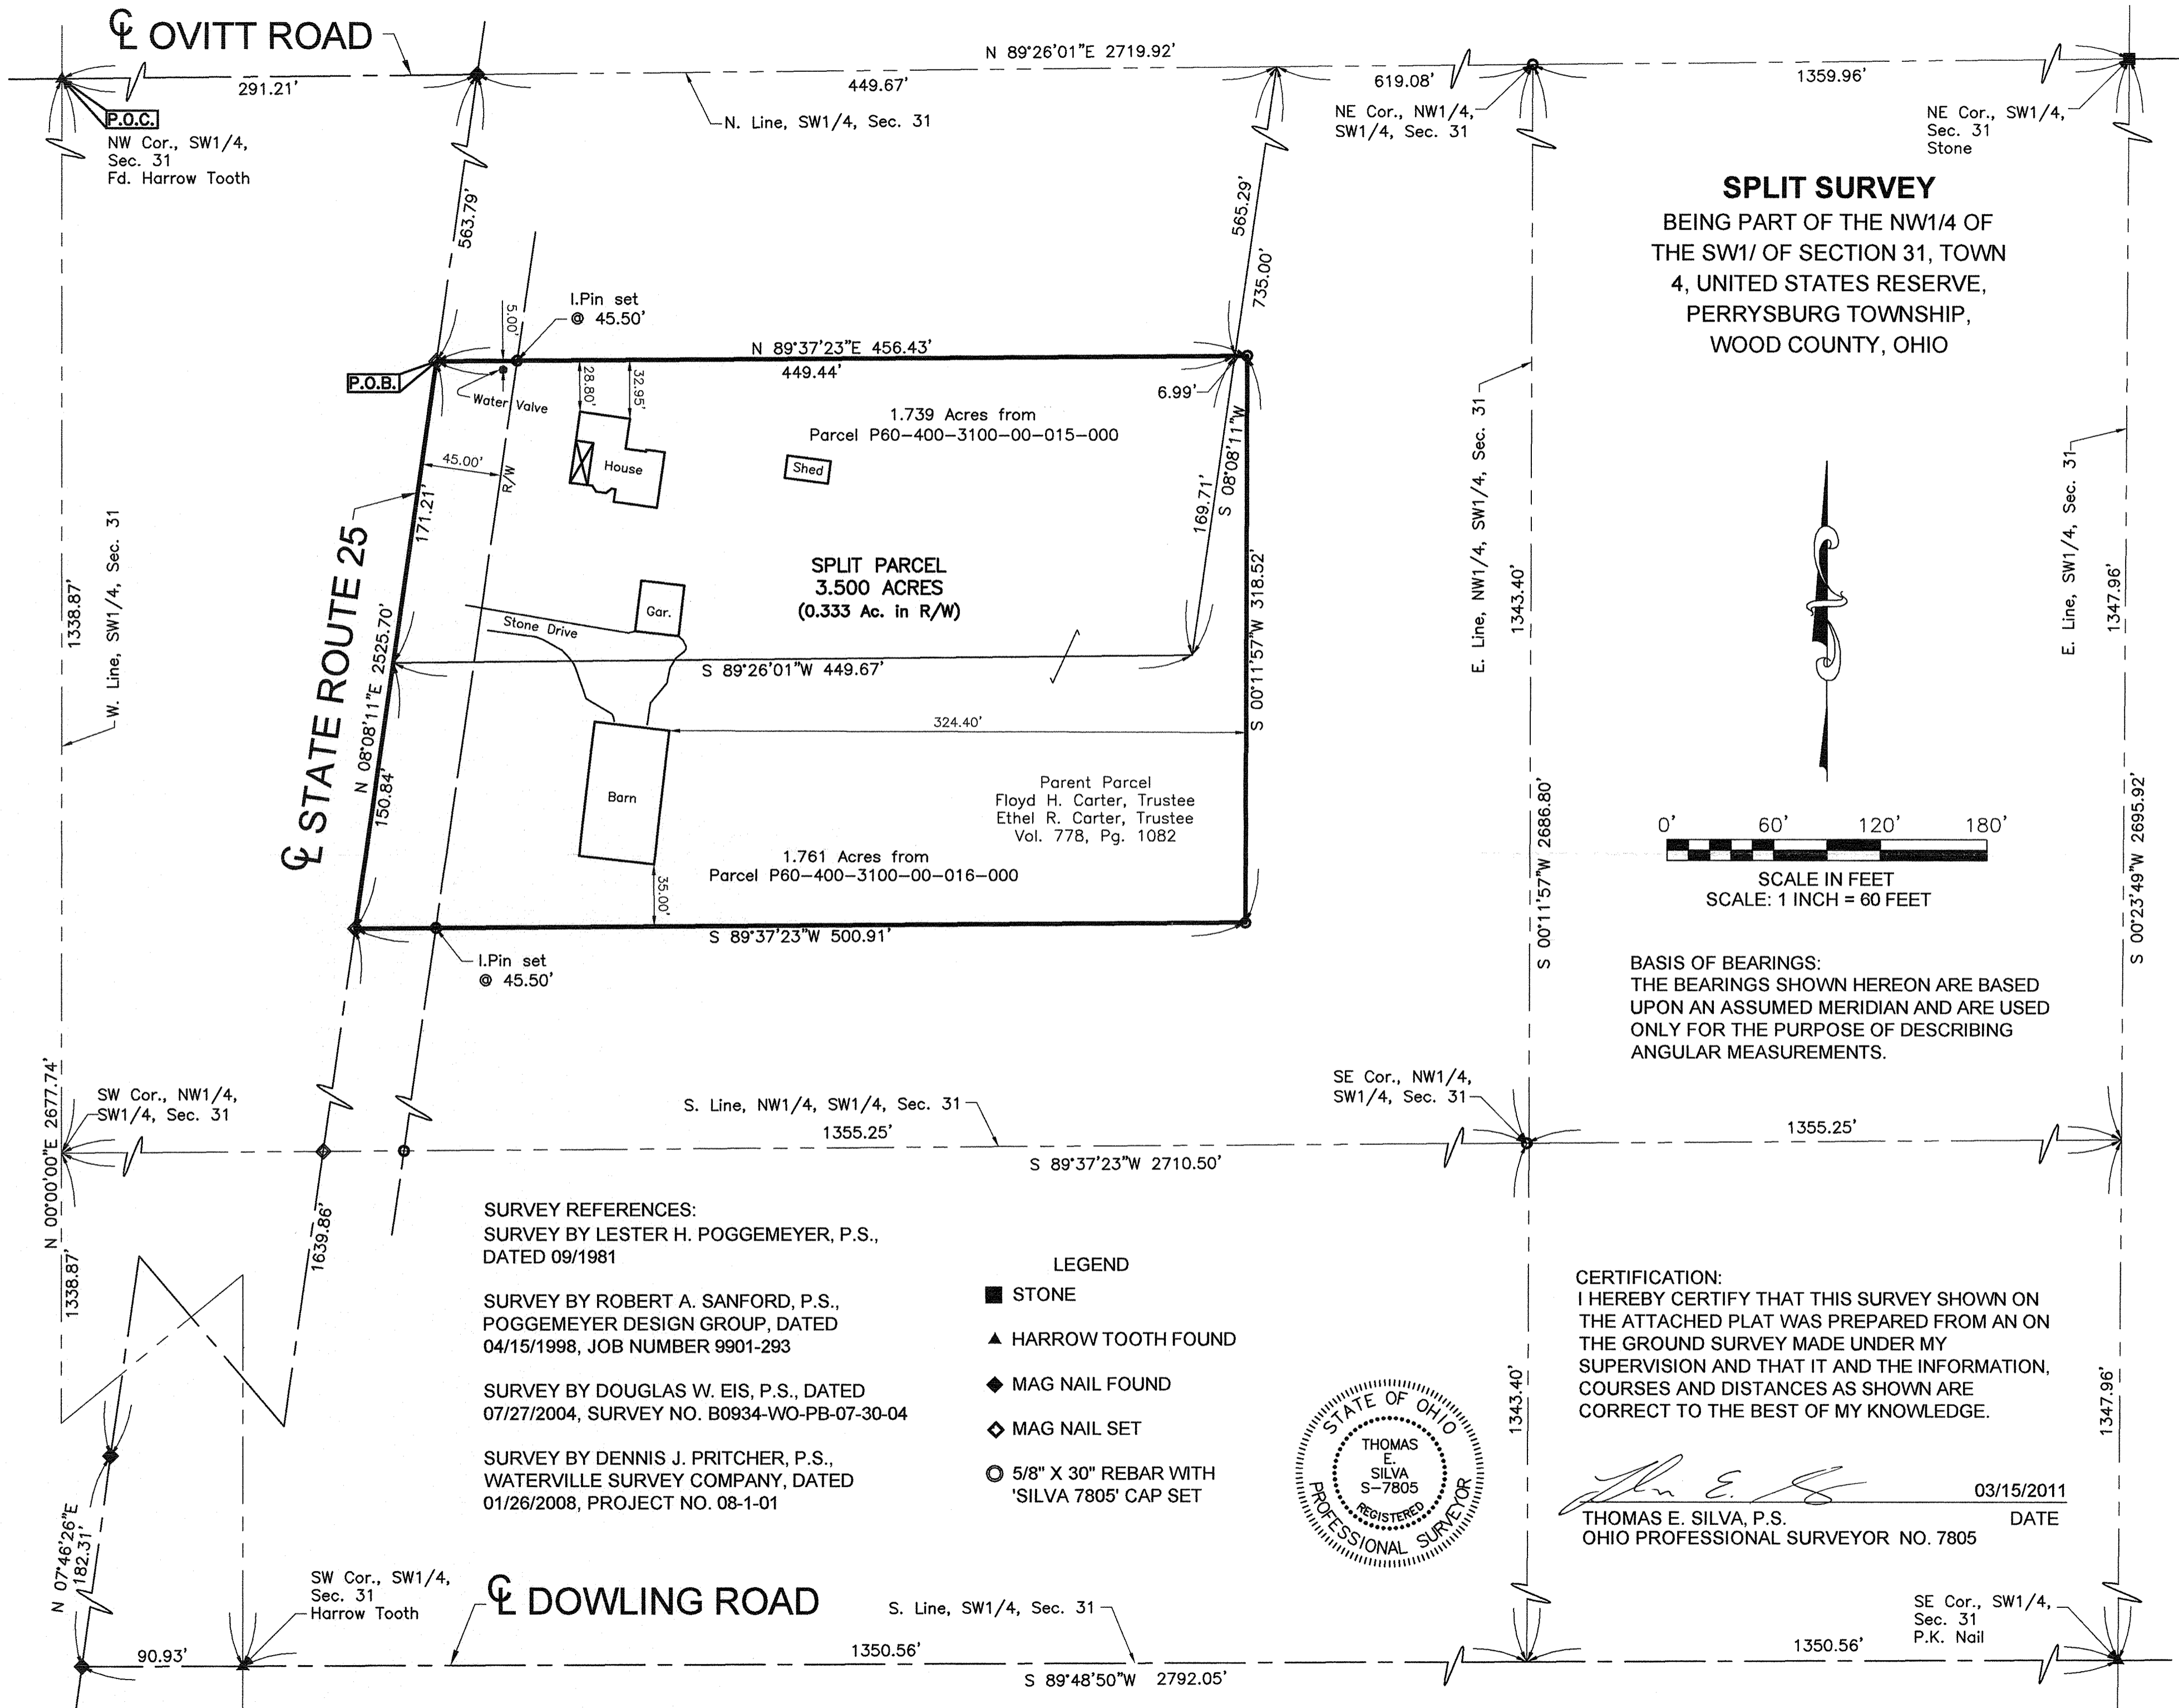 ℄ OVITT ROAD
N 89°26'01"E 2719.92'
291.21'
449.67'
619.08'
1359.96'
P.O.C.
NW Cor., SW1/4,
Sec. 31
Fd. Harrow Tooth
N. Line, SW1/4, Sec. 31
NE Cor., NW1/4,
SW1/4, Sec. 31
NE Cor., SW1/4,
Sec. 31
Stone
SPLIT SURVEY
BEING PART OF THE NW1/4 OF
THE SW1/ OF SECTION 31, TOWN
4, UNITED STATES RESERVE,
PERRYSBURG TOWNSHIP,
WOOD COUNTY, OHIO
563.79'
565.29'
735.00'
I.Pin set
@ 45.50'
5.00'
N 89°37'23"E 456.43'
449.44'
6.99'
P.O.B.
Water Valve
28.80'
32.95'
1.739 Acres from
Parcel P60-400-3100-00-015-000
45.00'
R/W
House
Shed
171.21'
169.71'
S 08°08'11"W
℄ STATE ROUTE 25
N 08°08'11"E 2525.70'
SPLIT PARCEL
3.500 ACRES
(0.333 Ac. in R/W)
Gar.
Stone Drive
S 89°26'01"W 449.67'
S 00°11'57"W 318.52'
324.40'
150.84'
Barn
Parent Parcel
Floyd H. Carter, Trustee
Ethel R. Carter, Trustee
Vol. 778, Pg. 1082
1.761 Acres from
Parcel P60-400-3100-00-016-000
35.00'
S 89°37'23"W 500.91'
I.Pin set
@ 45.50'
1338.87'
W. Line, SW1/4, Sec. 31
E. Line, NW1/4, SW1/4, Sec. 31
1343.40'
S 00°11'57"W 2686.80'
E. Line, SW1/4, Sec. 31
1347.96'
S 00°23'49"W 2695.92'
0' 60' 120' 180'
SCALE IN FEET
SCALE: 1 INCH = 60 FEET
BASIS OF BEARINGS:
THE BEARINGS SHOWN HEREON ARE BASED
UPON AN ASSUMED MERIDIAN AND ARE USED
ONLY FOR THE PURPOSE OF DESCRIBING
ANGULAR MEASUREMENTS.
N 00°00'00"E 2677.74'
SW Cor., NW1/4,
SW1/4, Sec. 31
S. Line, NW1/4, SW1/4, Sec. 31
1355.25'
S 89°37'23"W 2710.50'
SE Cor., NW1/4,
SW1/4, Sec. 31
1355.25'
1338.87'
1639.86'
SURVEY REFERENCES:
SURVEY BY LESTER H. POGGEMEYER, P.S.,
DATED 09/1981
SURVEY BY ROBERT A. SANFORD, P.S.,
POGGEMEYER DESIGN GROUP, DATED
04/15/1998, JOB NUMBER 9901-293
SURVEY BY DOUGLAS W. EIS, P.S., DATED
07/27/2004, SURVEY NO. B0934-WO-PB-07-30-04
SURVEY BY DENNIS J. PRITCHER, P.S.,
WATERVILLE SURVEY COMPANY, DATED
01/26/2008, PROJECT NO. 08-1-01
LEGEND
STONE
HARROW TOOTH FOUND
MAG NAIL FOUND
MAG NAIL SET
5/8" X 30" REBAR WITH
'SILVA 7805' CAP SET
STATE OF OHIO
THOMAS
E.
SILVA
S-7805
REGISTERED
PROFESSIONAL SURVEYOR
1343.40'
CERTIFICATION:
I HEREBY CERTIFY THAT THIS SURVEY SHOWN ON
THE ATTACHED PLAT WAS PREPARED FROM AN ON
THE GROUND SURVEY MADE UNDER MY
SUPERVISION AND THAT IT AND THE INFORMATION,
COURSES AND DISTANCES AS SHOWN ARE
CORRECT TO THE BEST OF MY KNOWLEDGE.
03/15/2011
THOMAS E. SILVA, P.S. DATE
OHIO PROFESSIONAL SURVEYOR NO. 7805
1347.96'
N 07°46'26"E
182.31'
SW Cor., SW1/4,
Sec. 31
Harrow Tooth
℄ DOWLING ROAD
S. Line, SW1/4, Sec. 31
SE Cor., SW1/4,
Sec. 31
P.K. Nail
90.93'
1350.56'
1350.56'
S 89°48'50"W 2792.05'